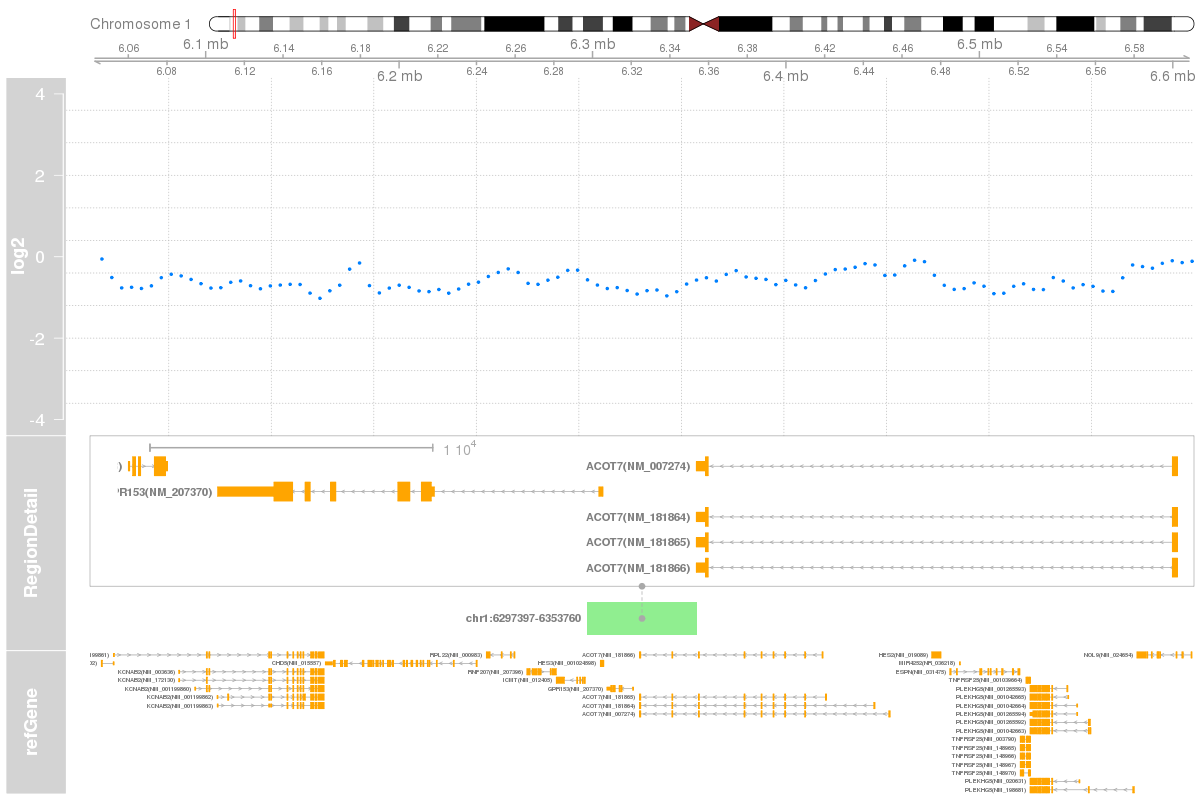 Chromosome 1
6.06 6.1 mb 6.14 6.16 6.18 6.22 6.26 6.3 mb 6.34 6.38 6.42 6.46 6.5 mb 6.54 6.58
6.08 6.12 6.16 6.2 mb 6.24 6.28 6.32 6.36 6.4 mb 6.44 6.48 6.52 6.56 6.6 mb
log2
4
2
0
-2
-4
RegionDetail
1 10^4
)
ACOT7(NM_007274)
R153(NM_207370)
ACOT7(NM_181864)
ACOT7(NM_181865)
ACOT7(NM_181866)
chr1:6297397-6353760
refGene
199861)
RPL22(NM_000983)
ACOT7(NM_181866)
HES2(NM_019089)
NOL9(NM_024654)
CHD5(NM_015557)
HES3(NM_001024598)
MIR4252(NR_036218)
KCNAB2(NM_003636)
RNF207(NM_207396)
ACOT7(NM_181865)
ESPN(NM_031475)
KCNAB2(NM_172130)
ICMT(NM_012405)
TNFRSF25(NM_001039664)
KCNAB2(NM_001199860)
GPR153(NM_207370)
PLEKHG5(NM_001265593)
KCNAB2(NM_001199862)
ACOT7(NM_181865)
PLEKHG5(NM_001042665)
KCNAB2(NM_001199863)
ACOT7(NM_181864)
PLEKHG5(NM_001042664)
ACOT7(NM_007274)
PLEKHG5(NM_001265594)
PLEKHG5(NM_001265592)
PLEKHG5(NM_001042663)
TNFRSF25(NM_003790)
TNFRSF25(NM_148965)
TNFRSF25(NM_148966)
TNFRSF25(NM_148967)
TNFRSF25(NM_148970)
PLEKHG5(NM_020631)
PLEKHG5(NM_198681)